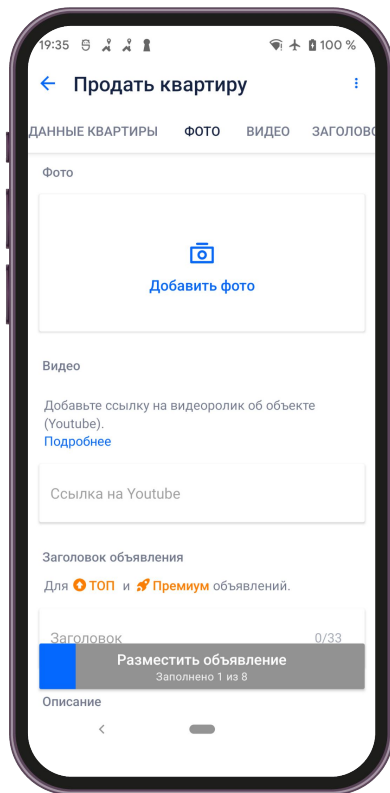 19:35 100 %
Продать квартиру
ДАННЫЕ КВАРТИРЫ ФОТО ВИДЕО ЗАГОЛОВО
Фото
Добавить фото
Видео
Добавьте ссылку на видеоролик об объекте
(Youtube).
Подробнее
Ссылка на Youtube
Заголовок объявления
Для ТОП и Премиум объявлений.
Заголовок 0/33
Разместить объявление
Заполнено 1 из 8
Описание